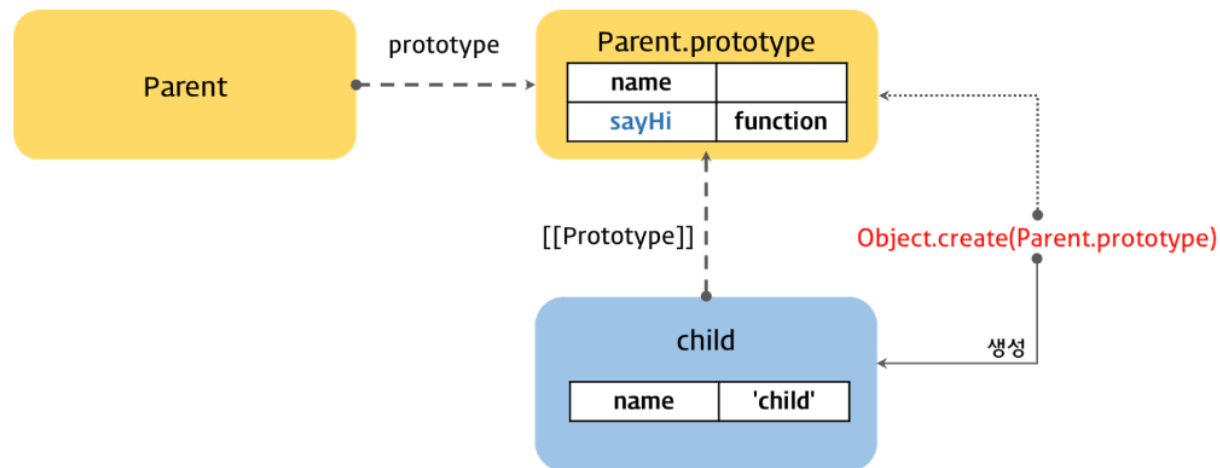 Parent
prototype
Parent.prototype
name
sayHi function
[[Prototype]]
Object.create(Parent.prototype)
생성
child
name 'child'